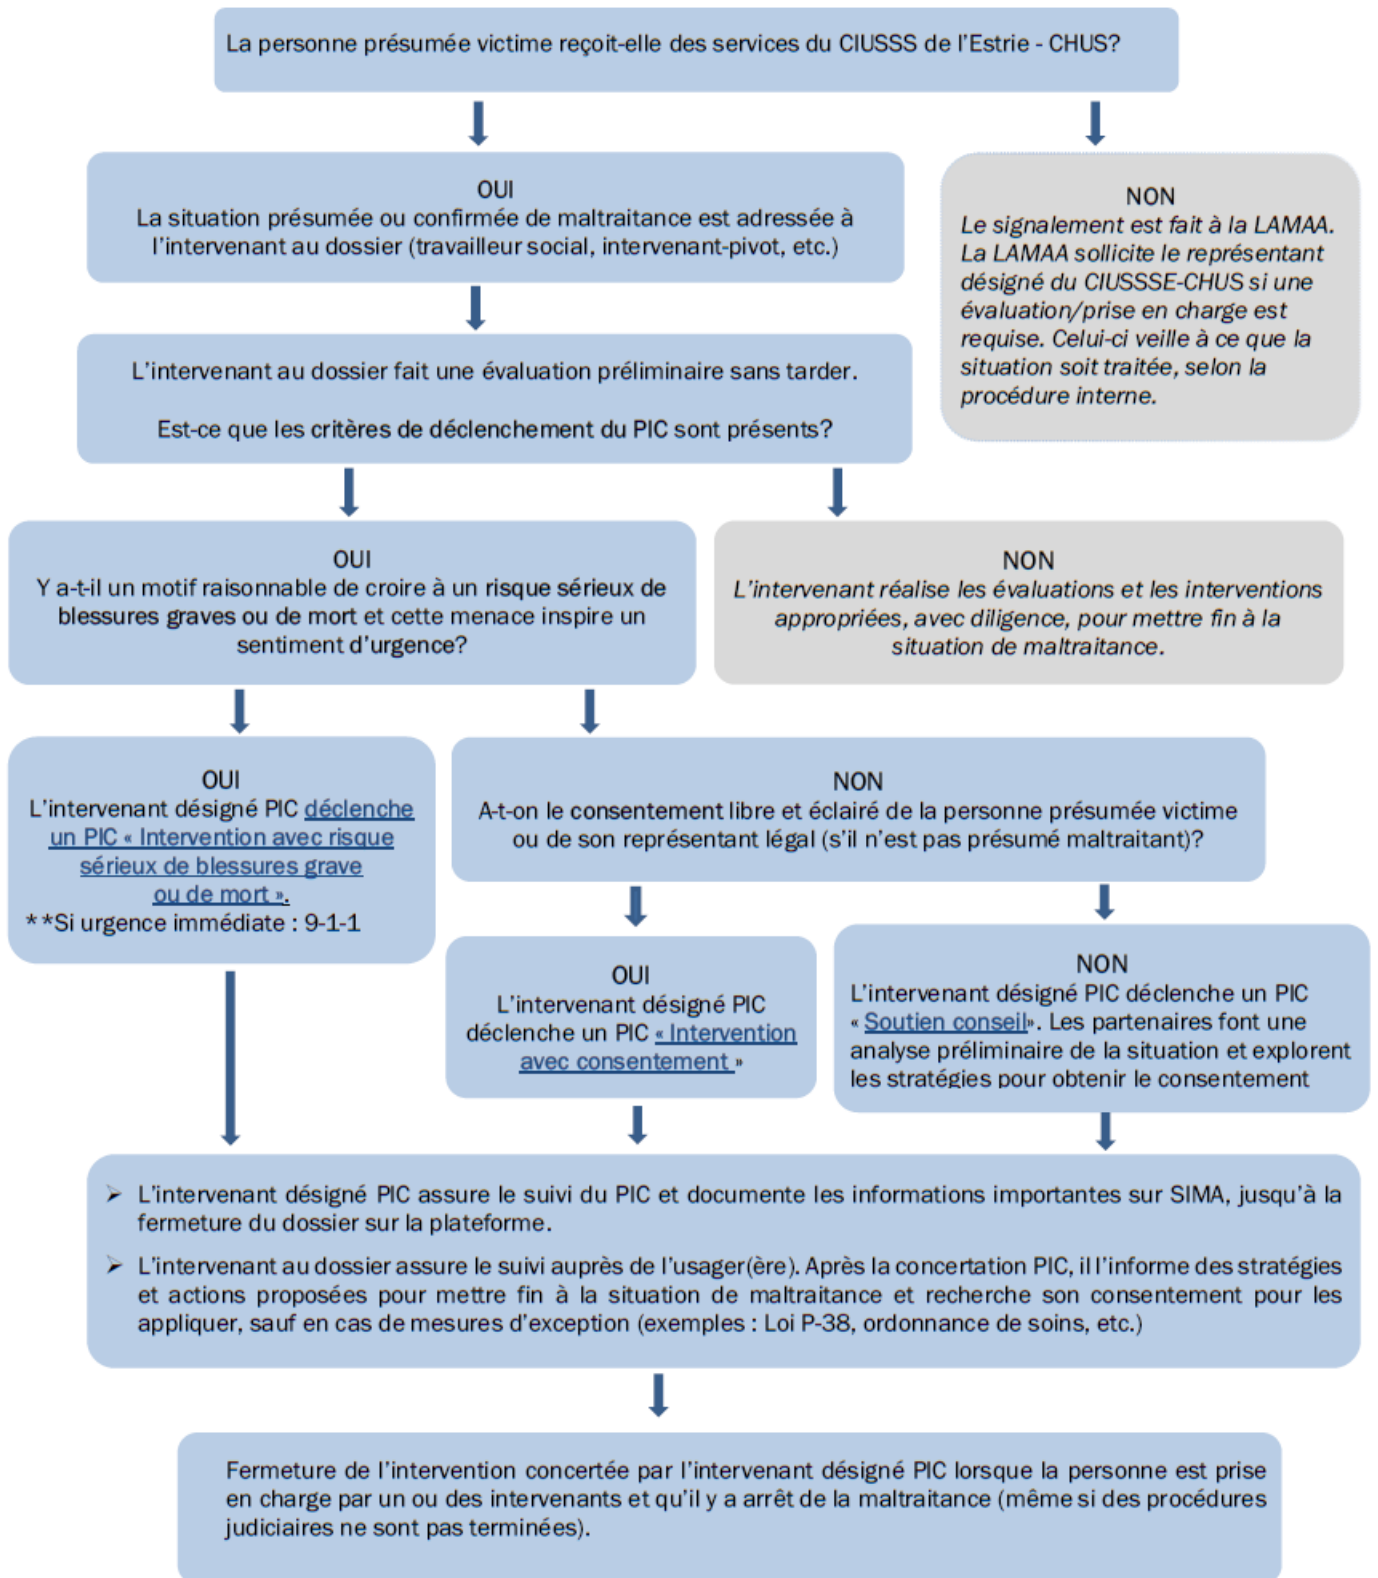 La personne présumée victime reçoit-elle des services du CIUSSS de l'Estrie - CHUS?
OUI
La situation présumée ou confirmée de maltraitance est adressée à
l'intervenant au dossier (travailleur social, intervenant-pivot, etc.)
NON
Le signalement est fait à la LAMAA.
La LAMAA sollicite le représentant
désigné du CIUSSSE-CHUS si une
évaluation/prise en charge est
requise. Celui-ci veille à ce que la
situation soit traitée, selon la
procédure interne.
L'intervenant au dossier fait une évaluation préliminaire sans tarder.
Est-ce que les critères de déclenchement du PIC sont présents?
OUI
Y a-t-il un motif raisonnable de croire à un risque sérieux de
blessures graves ou de mort et cette menace inspire un
sentiment d'urgence?
NON
L'intervenant réalise les évaluations et les interventions
appropriées, avec diligence, pour mettre fin à la
situation de maltraitance.
OUI
L'intervenant désigné PIC déclenche
un PIC « Intervention avec risque
sérieux de blessures grave
ou de mort ».
**Si urgence immédiate : 9-1-1
NON
A-t-on le consentement libre et éclairé de la personne présumée victime
ou de son représentant légal (s'il n'est pas présumé maltraitant)?
OUI
L'intervenant désigné PIC
déclenche un PIC « Intervention
avec consentement »
NON
L'intervenant désigné PIC déclenche un PIC
« Soutien conseil». Les partenaires font une
analyse préliminaire de la situation et explorent
les stratégies pour obtenir le consentement
➢ L'intervenant désigné PIC assure le suivi du PIC et documente les informations importantes sur SIMA, jusqu'à la
fermeture du dossier sur la plateforme.
➢ L'intervenant au dossier assure le suivi auprès de l'usager(ère). Après la concertation PIC, il l'informe des stratégies
et actions proposées pour mettre fin à la situation de maltraitance et recherche son consentement pour les
appliquer, sauf en cas de mesures d'exception (exemples : Loi P-38, ordonnance de soins, etc.)
Fermeture de l'intervention concertée par l'intervenant désigné PIC lorsque la personne est prise
en charge par un ou des intervenants et qu'il y a arrêt de la maltraitance (même si des procédures
judiciaires ne sont pas terminées).